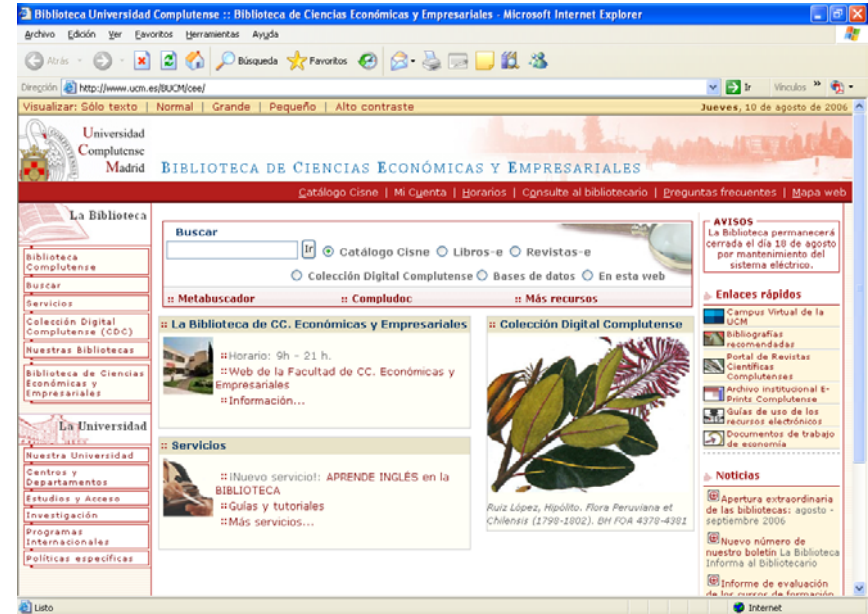 Biblioteca Universidad Complutense :: Biblioteca de Ciencias Económicas y Empresariales - Microsoft Internet Explorer
Archivo Edición Ver Favoritos Herramientas Ayuda
Atrás Búsqueda Favoritos
Dirección http://www.ucm.es/BUCM/cee/ Ir Vínculos »
Visualizar: Sólo texto | Normal | Grande | Pequeño | Alto contraste
Jueves, 10 de agosto de 2006
Universidad
Complutense
Madrid
BIBLIOTECA DE CIENCIAS ECONÓMICAS Y EMPRESARIALES
Catálogo Cisne | Mi Cuenta | Horarios | Consulte al bibliotecario | Preguntas frecuentes | Mapa web
La Biblioteca
Biblioteca
Complutense
Buscar
Servicios
Colección Digital
Complutense (CDC)
Nuestras Bibliotecas
Biblioteca de Ciencias
Económicas y
Empresariales
La Universidad
Nuestra Universidad
Centros y
Departamentos
Estudios y Acceso
Investigación
Programas
Internacionales
Políticas específicas
Buscar
Ir Catálogo Cisne Libros-e Revistas-e
Colección Digital Complutense Bases de datos En esta web
:: Metabuscador :: Compludoc :: Más recursos
:: La Biblioteca de CC. Económicas y Empresariales
::Horario: 9h - 21 h.
::Web de la Facultad de CC. Económicas y
Empresariales
::Información...
:: Servicios
::¡Nuevo servicio!: APRENDE INGLÉS en la
BIBLIOTECA
::Guías y tutoriales
::Más servicios...
:: Colección Digital Complutense
Ruiz López, Hipólito. Flora Peruviana et
Chilensis (1798-1802). BH FOA 4378-4381
AVISOS
La Biblioteca permanecerá
cerrada el día 18 de agosto
por mantenimiento del
sistema eléctrico.
Enlaces rápidos
Campus Virtual de la
UCM
Bibliografías
recomendadas
Portal de Revistas
Científicas
Complutenses
Archivo institucional E-
Prints Complutense
Guías de uso de los
recursos electrónicos
Documentos de trabajo
de economía
Noticias
Apertura extraordinaria
de las bibliotecas: agosto -
septiembre 2006
Nuevo número de
nuestro boletín La Biblioteca
Informa al Bibliotecario
Informe de evaluación
de los cursos de formación
Listo
Internet